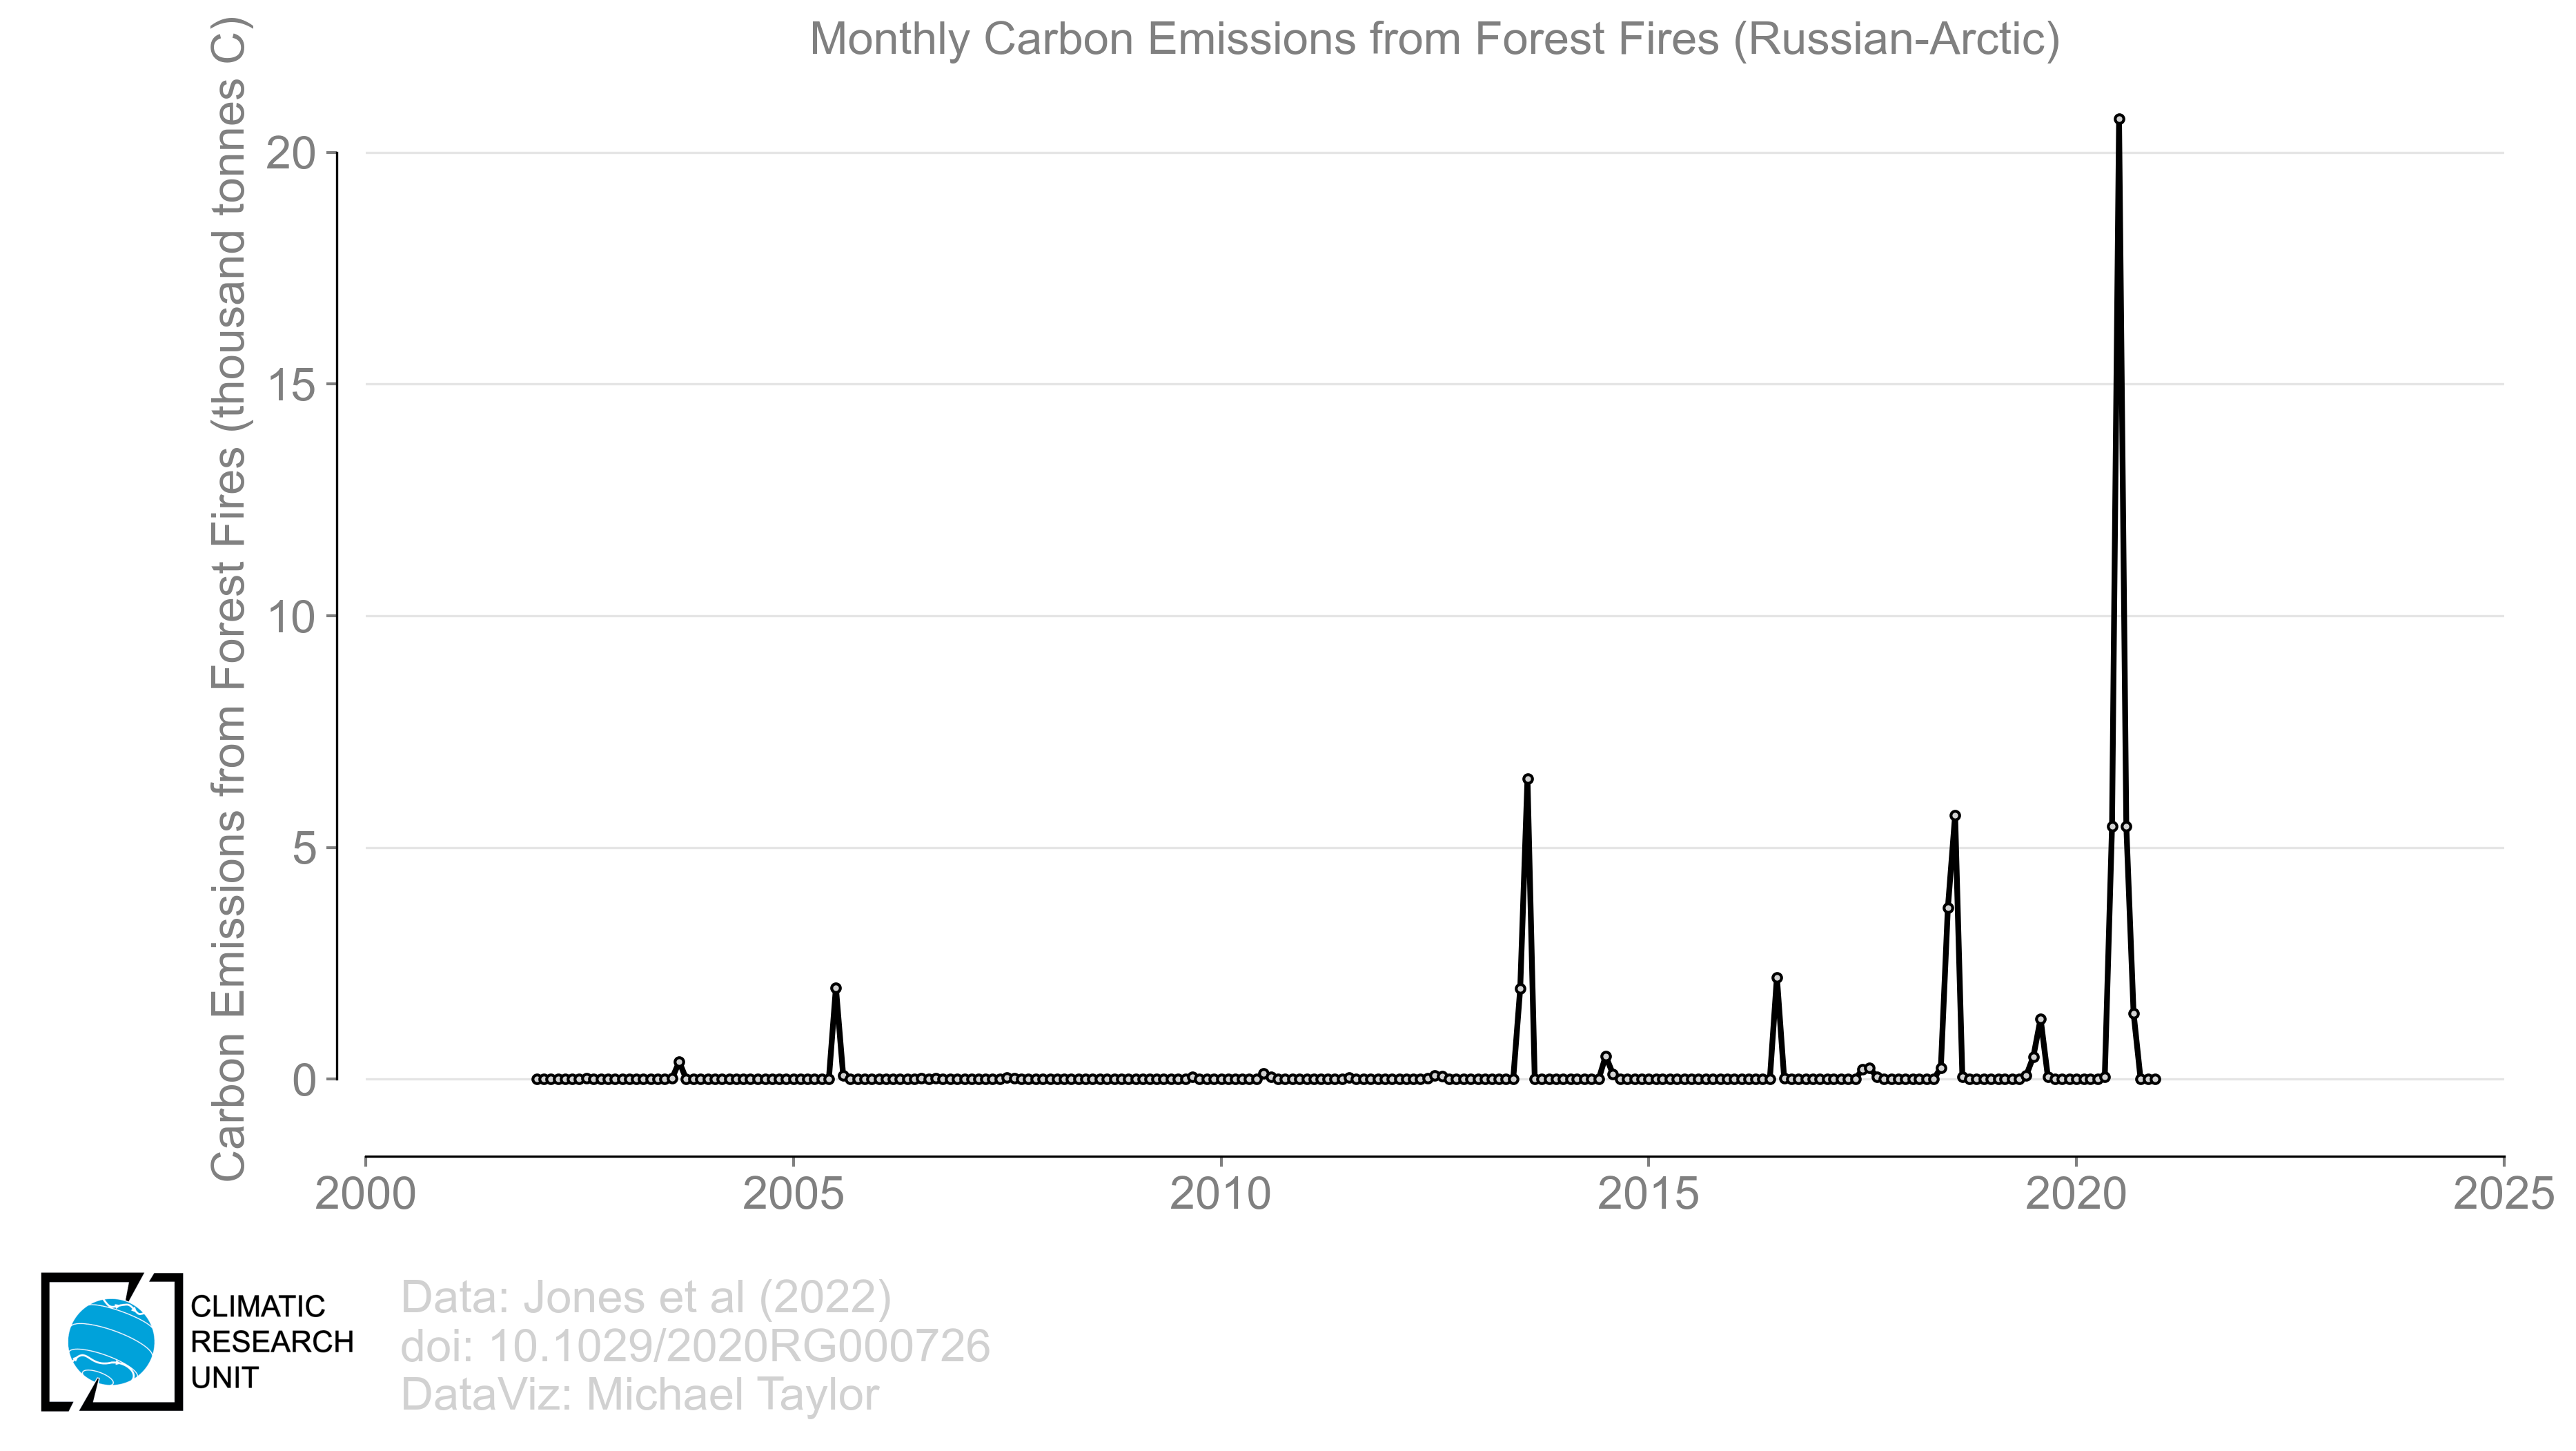 Monthly Carbon Emissions from Forest Fires (Russian-Arctic)
Carbon Emissions from Forest Fires (thousand tonnes C)
20
15
10
5
0
2000 2005 2010 2015 2020 2025
CLIMATIC
RESEARCH
UNIT
Data: Jones et al (2022)
doi: 10.1029/2020RG000726
DataViz: Michael Taylor